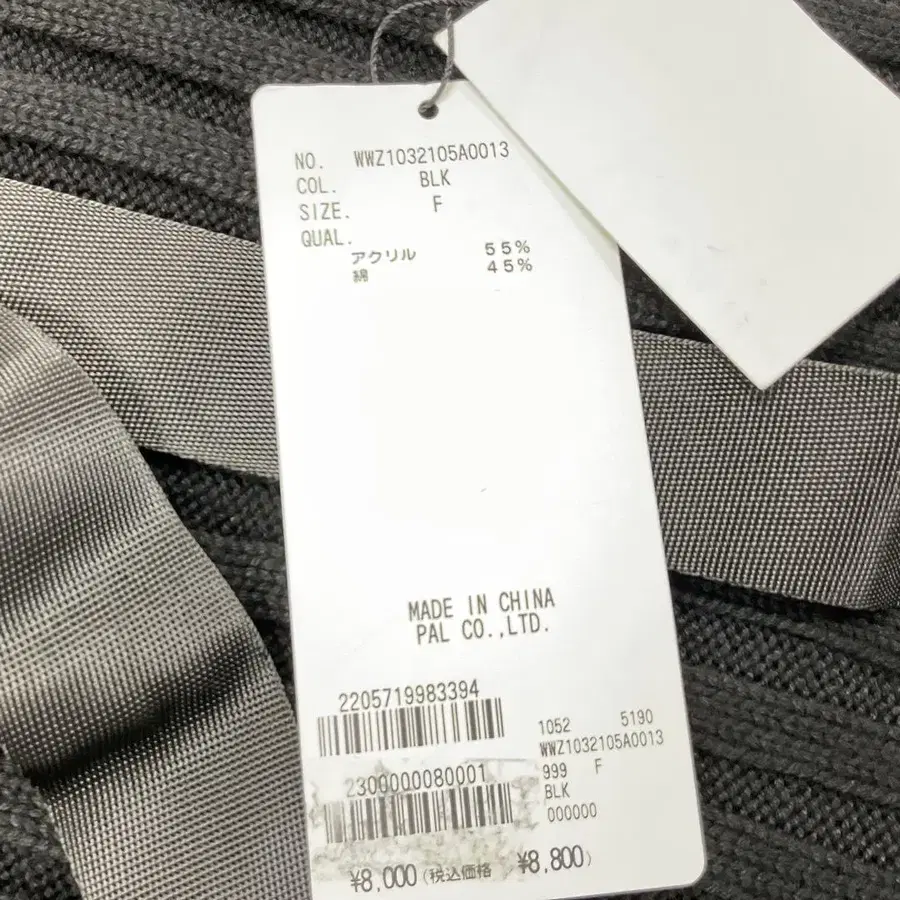 NO. WWZ1032105A0013
COL. BLK
SIZE. F
QUAL.
アクリル 55%
綿 45%
MADE IN CHINA
PAL CO.,LTD.
2205719983394
1052 5190
WWZ1032105A0013
999 F
BLK
000000
2300000080001
¥8,000 (税込価格 ¥8,800)